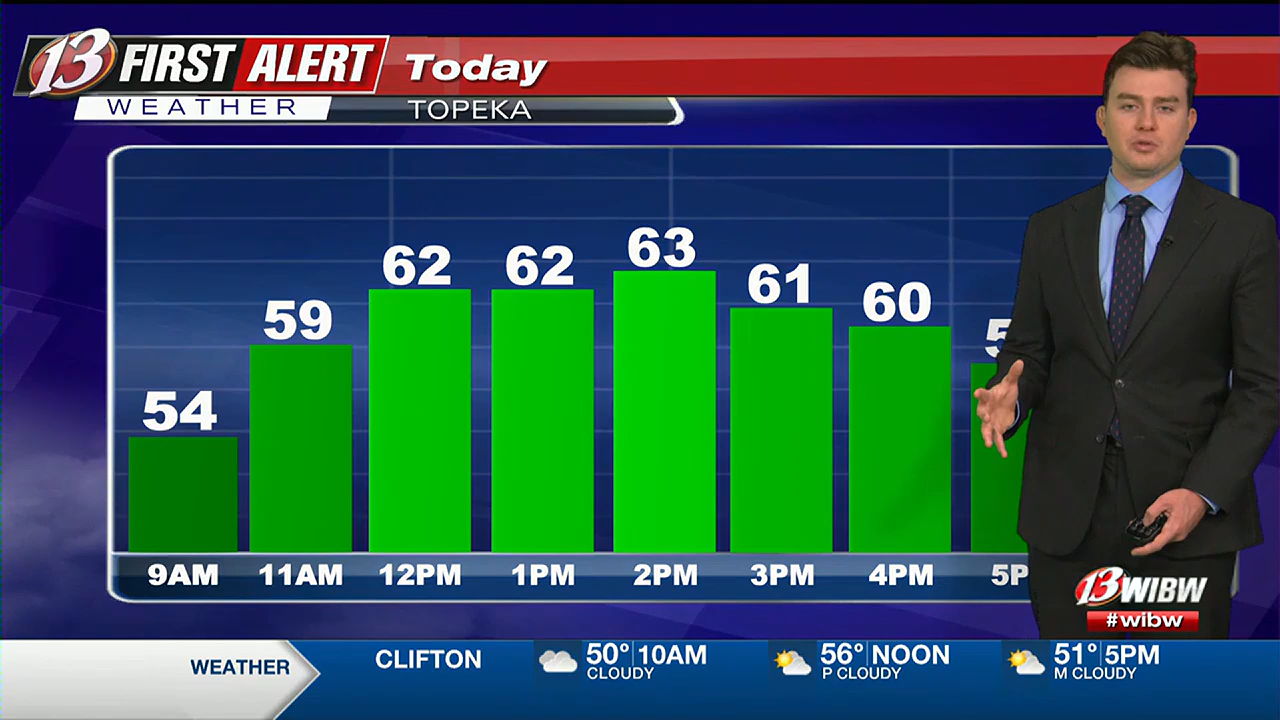 13 FIRST ALERT
WEATHER
Today
TOPEKA
54
59
62
62
63
61
60
9AM
11AM
12PM
1PM
2PM
3PM
4PM
13 WIBW
#wibw
WEATHER
CLIFTON
50° 10AM
CLOUDY
56° NOON
P CLOUDY
51° 5PM
M CLOUDY